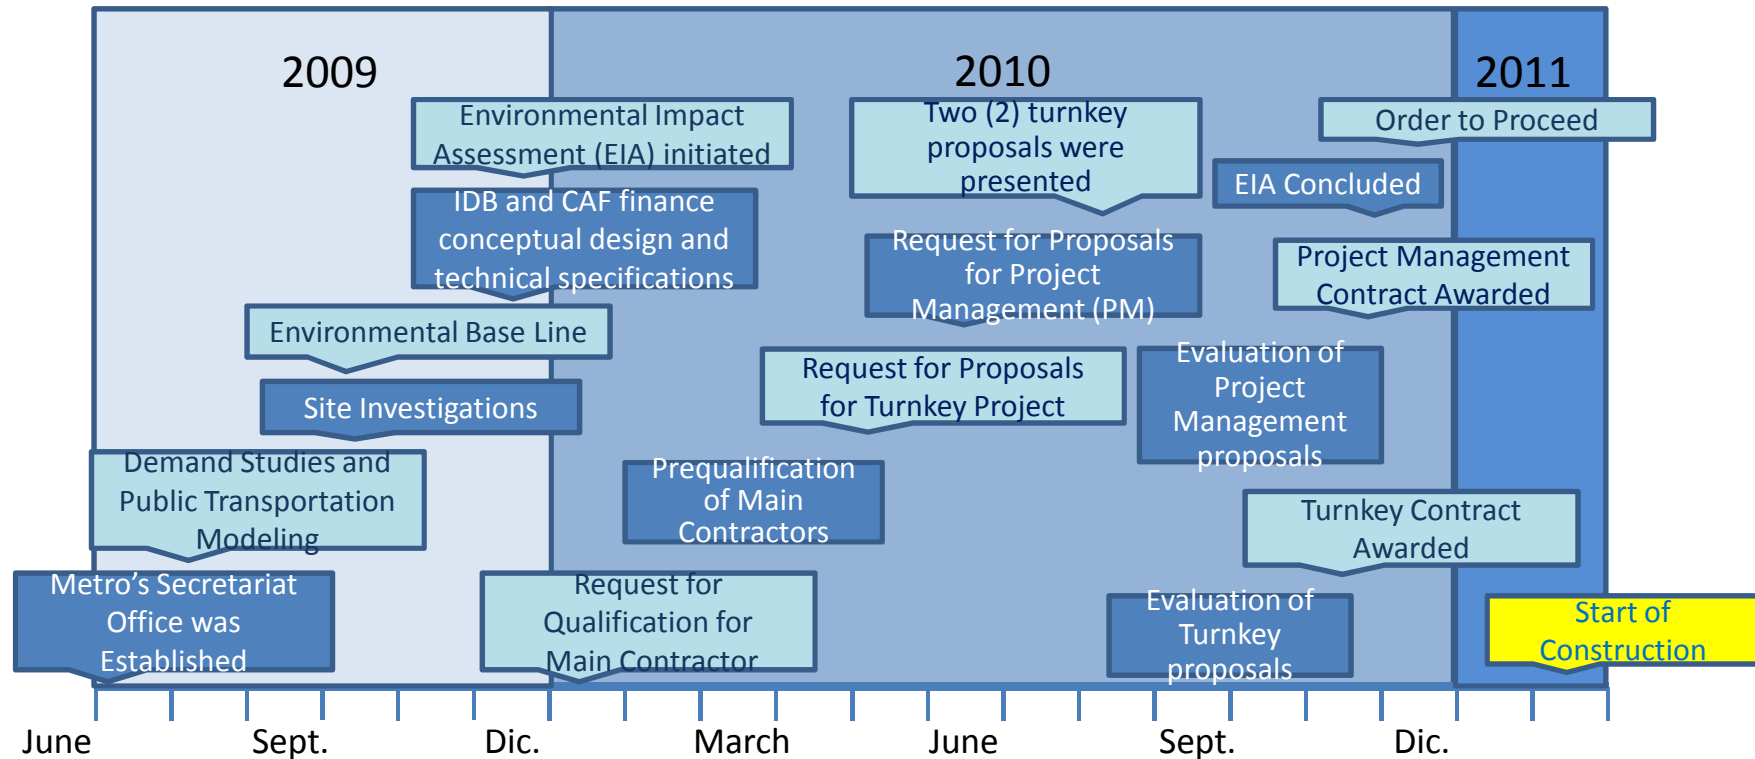 2009
2010
2011
Environmental Impact
Assessment (EIA) initiated
Two (2) turnkey
proposals were
presented
Order to Proceed
EIA Concluded
IDB and CAF finance
conceptual design and
technical specifications
Request for Proposals
for Project
Management (PM)
Project Management
Contract Awarded
Environmental Base Line
Request for Proposals
for Turnkey Project
Evaluation of
Project
Management
proposals
Site Investigations
Demand Studies and
Public Transportation
Modeling
Prequalification
of Main
Contractors
Turnkey Contract
Awarded
Metro’s Secretariat
Office was
Established
Request for
Qualification for
Main Contractor
Evaluation of
Turnkey
proposals
Start of
Construction
June
Sept.
Dic.
March
June
Sept.
Dic.